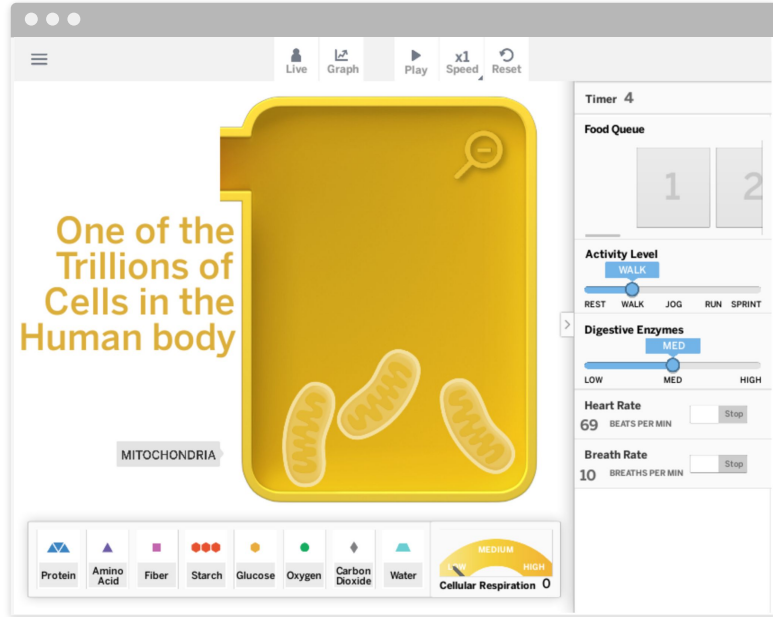 Live
Graph
Play
x1
Speed
Reset
One of the
Trillions of
Cells in the
Human body
MITOCHONDRIA
Timer 4
Food Queue
1
2
Activity Level
WALK
REST WALK JOG RUN SPRINT
Digestive Enzymes
MED
LOW MED HIGH
Heart Rate
69 BEATS PER MIN
Stop
Breath Rate
10 BREATHS PER MIN
Stop
Protein
Amino
Acid
Fiber
Starch
Glucose
Oxygen
Carbon
Dioxide
Water
LOW MEDIUM HIGH
Cellular Respiration 0